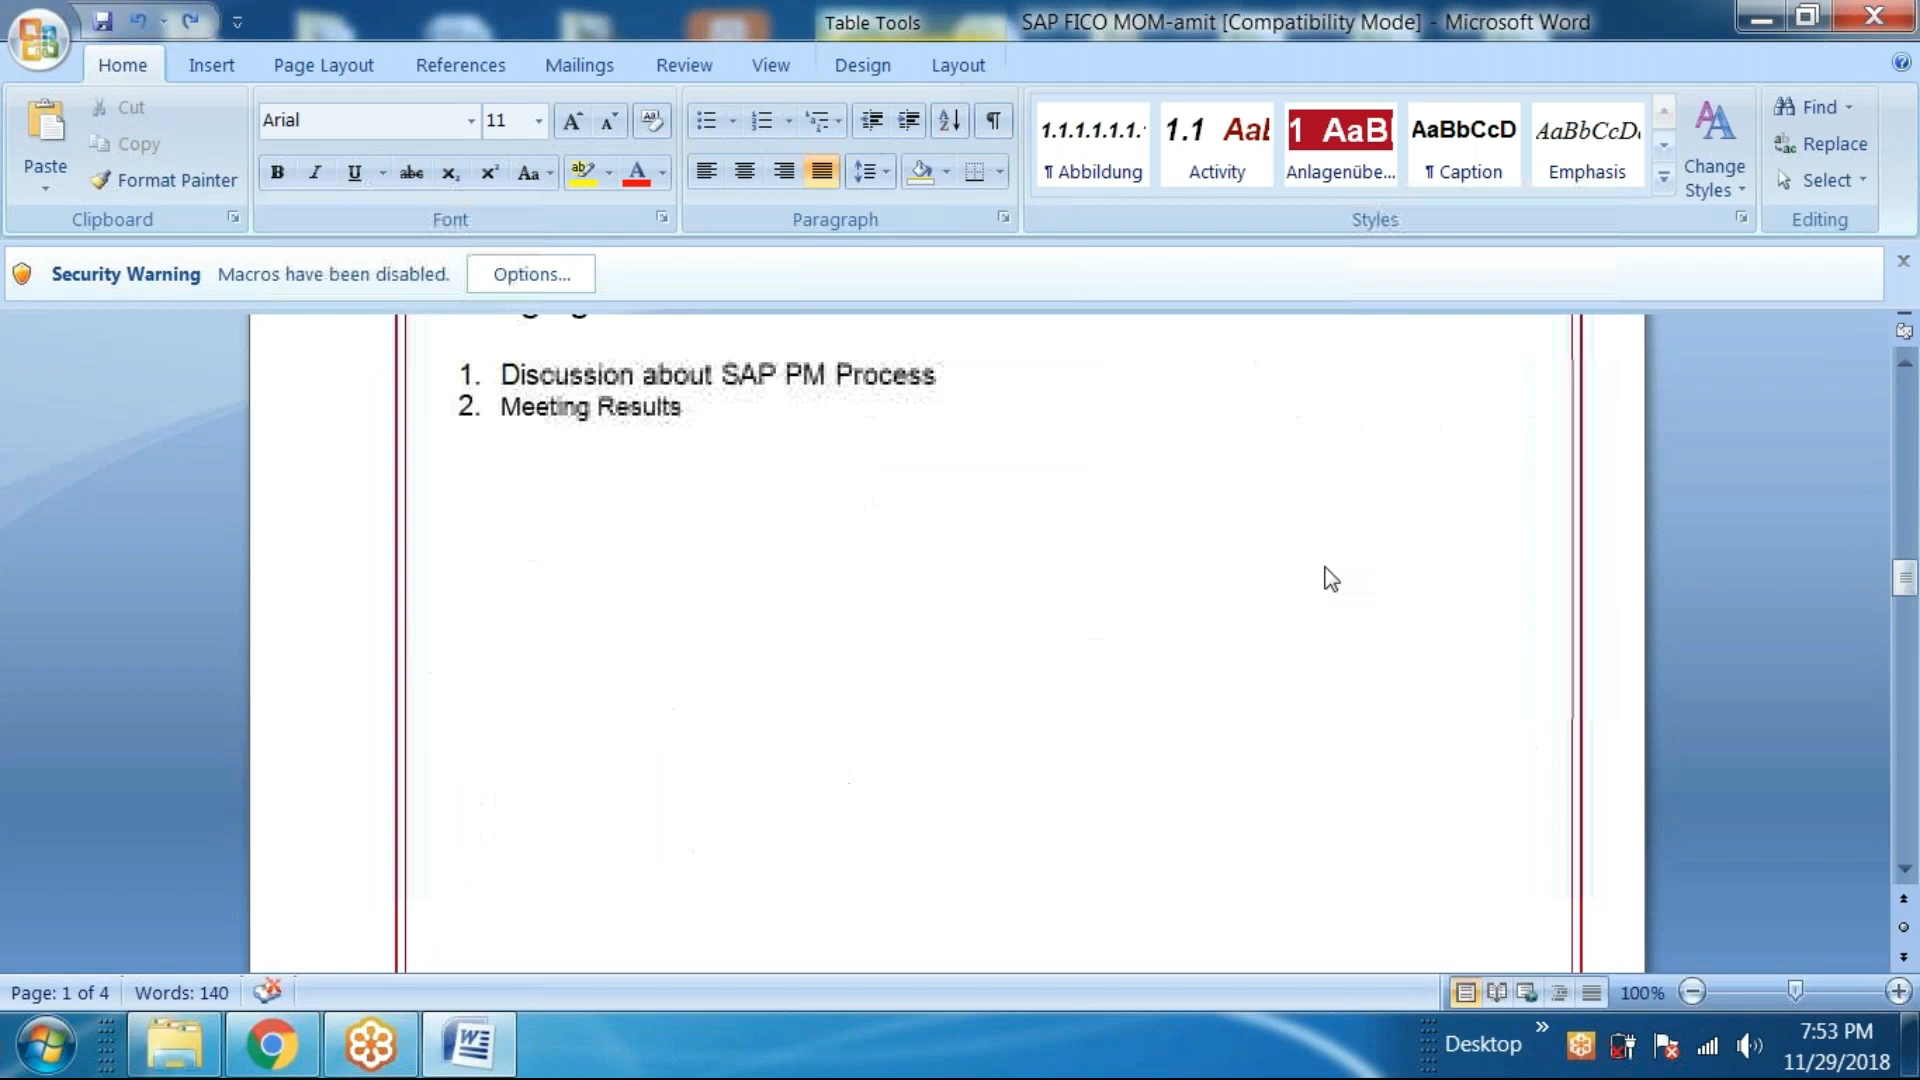 Table Tools
SAP FICO MOM-amit [Compatibility Mode] - Microsoft Word
Home Insert Page Layout References Mailings Review View Design Layout
Paste
Cut
Copy
Format Painter
Clipboard
Arial 11
Font
Paragraph
1.1.1.1.1.1. 1.1 Aal 1 AaB AaBbCcD AaBbCcD
¶ Abbildung Activity Anlagenübe... ¶ Caption Emphasis
Change Styles
Styles
Find
Replace
Select
Editing
Security Warning Macros have been disabled. Options...
1. Discussion about SAP PM Process
2. Meeting Results
Page: 1 of 4 Words: 140 100%
Desktop
7:53 PM
11/29/2018